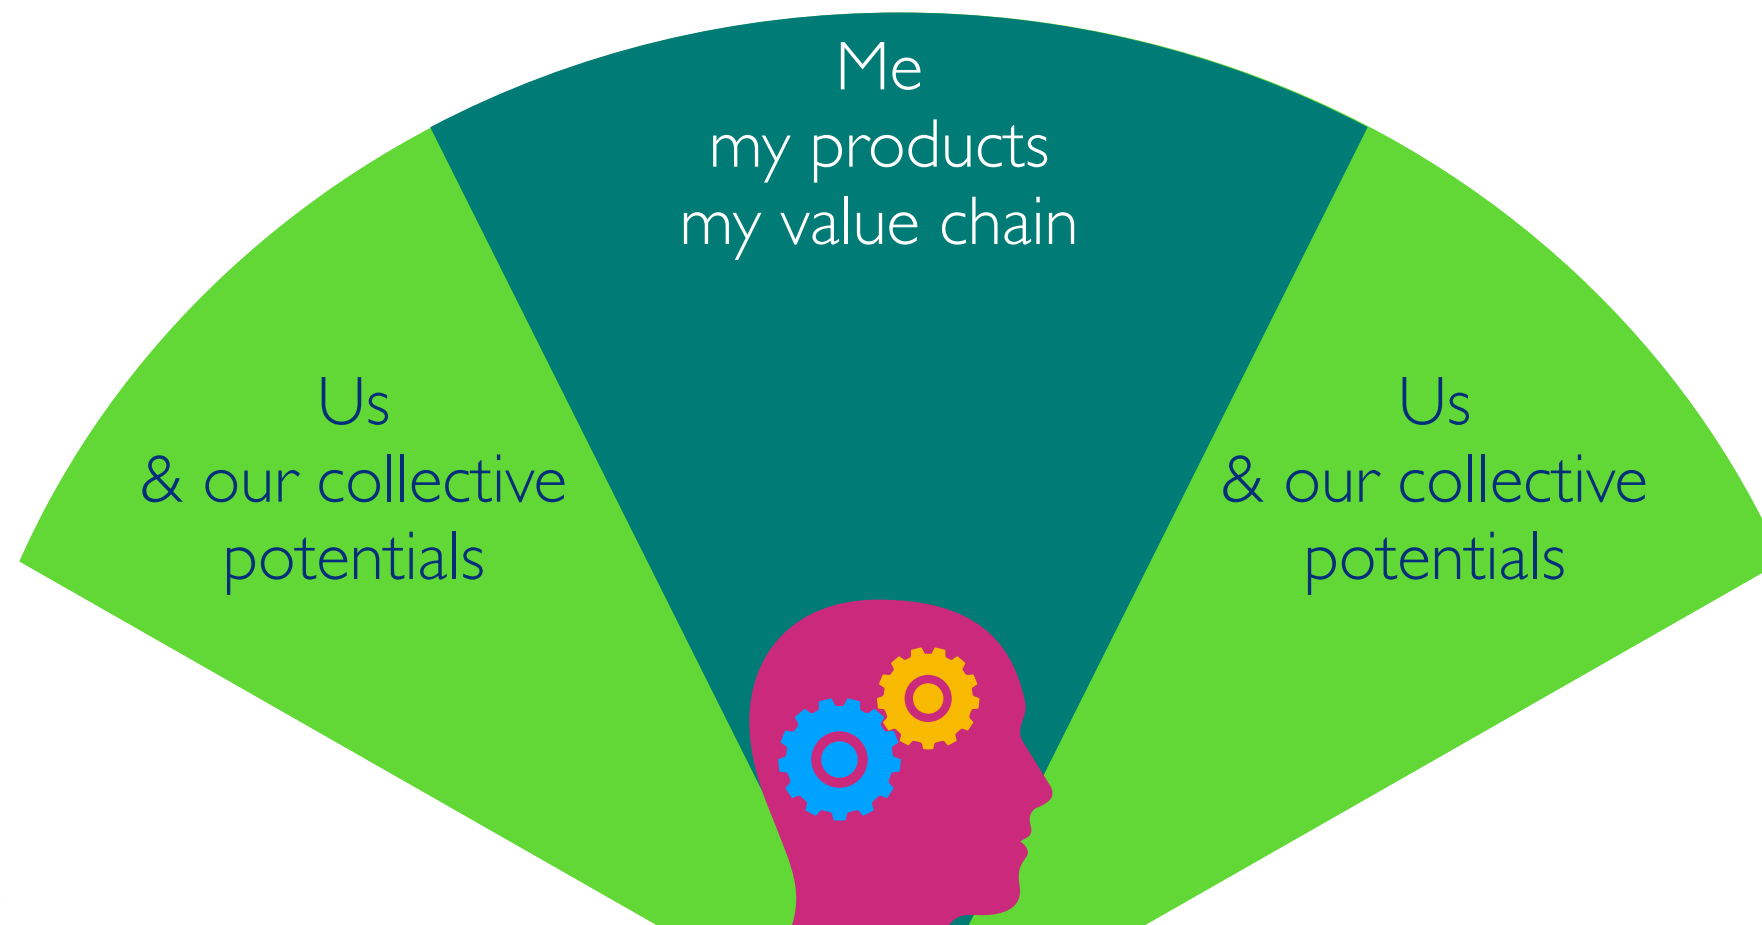 Me
my products
my value chain
Us
& our collective
potentials
Us
& our collective
potentials